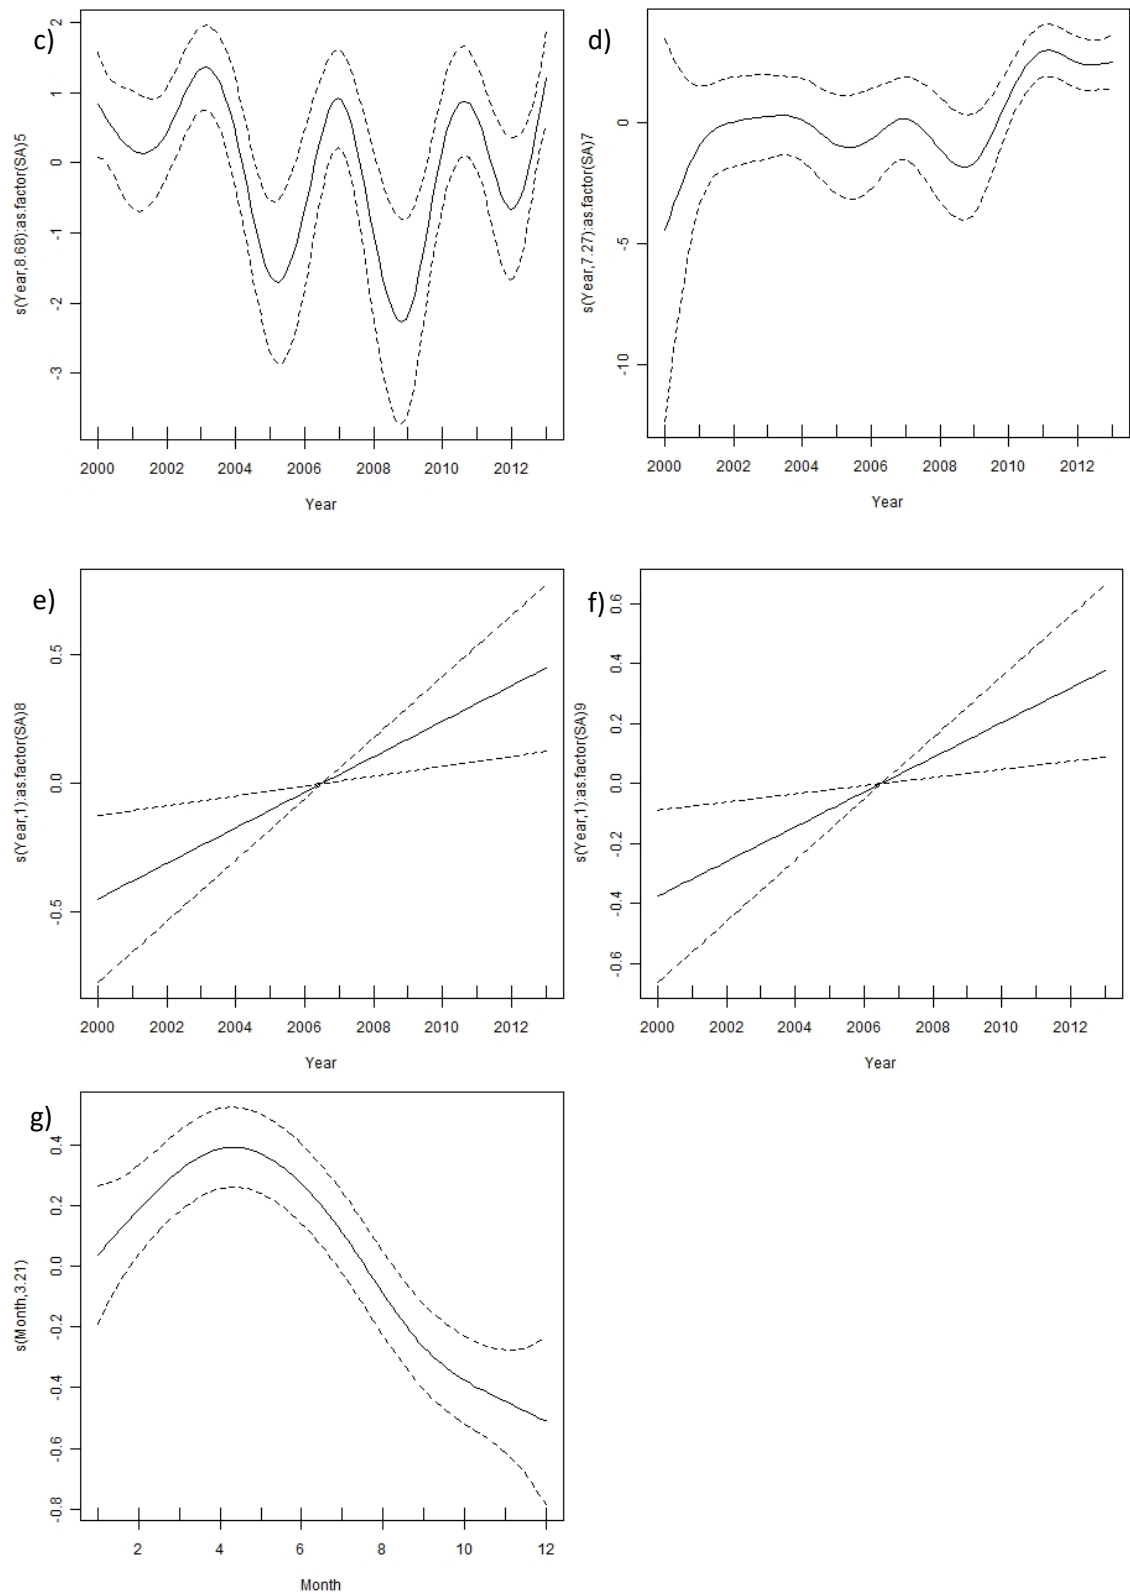 c)
s(Year,8.68):as.factor(SA)5
2
1
0
-1
-2
-3
2000 2002 2004 2006 2008 2010 2012
Year
d)
s(Year,7.27):as.factor(SA)7
0
-5
-10
2000 2002 2004 2006 2008 2010 2012
Year
e)
s(Year,1):as.factor(SA)8
0.5
0.0
-0.5
2000 2002 2004 2006 2008 2010 2012
Year
f)
s(Year,1):as.factor(SA)9
0.6
0.4
0.2
0.0
-0.2
-0.4
-0.6
2000 2002 2004 2006 2008 2010 2012
Year
g)
s(Month,3.21)
0.4
0.2
0.0
-0.2
-0.4
-0.6
-0.8
2 4 6 8 10 12
Month